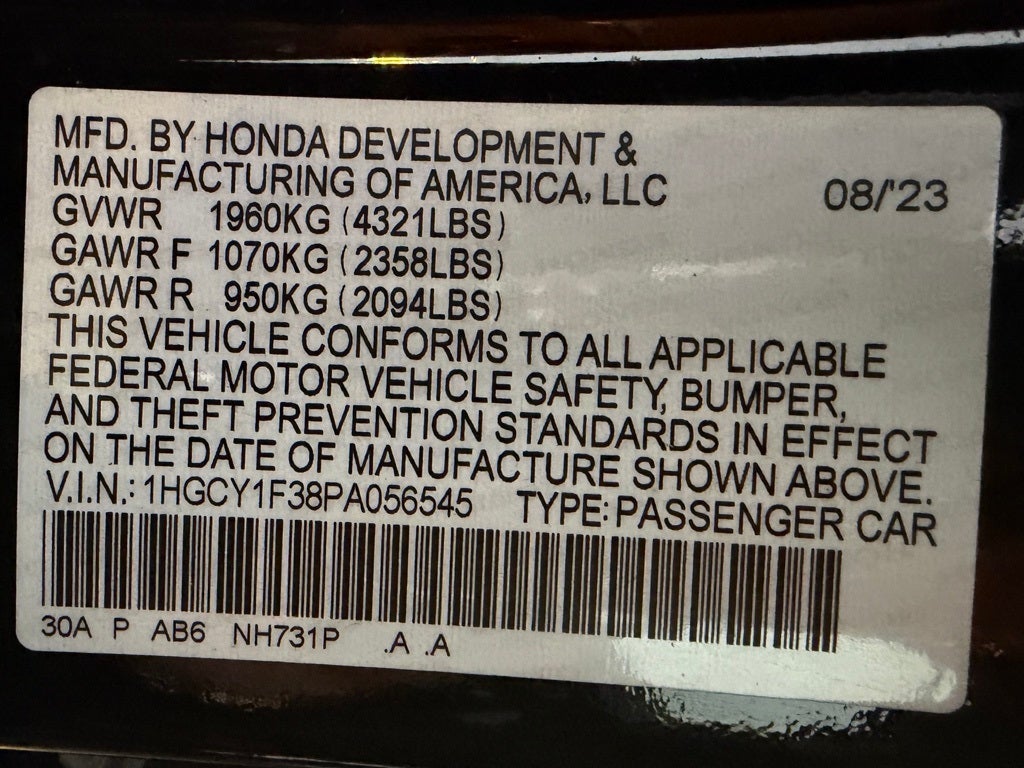 MFD. BY HONDA DEVELOPMENT &
MANUFACTURING OF AMERICA, LLC 08/'23
GVWR 1960KG (4321LBS)
GAWR F 1070KG (2358LBS)
GAWR R 950KG (2094LBS)
THIS VEHICLE CONFORMS TO ALL APPLICABLE
FEDERAL MOTOR VEHICLE SAFETY, BUMPER,
AND THEFT PREVENTION STANDARDS IN EFFECT
ON THE DATE OF MANUFACTURE SHOWN ABOVE.
V.I.N.: 1HGCY1F38PA056545 TYPE: PASSENGER CAR
30A P AB6 NH731P .A .A